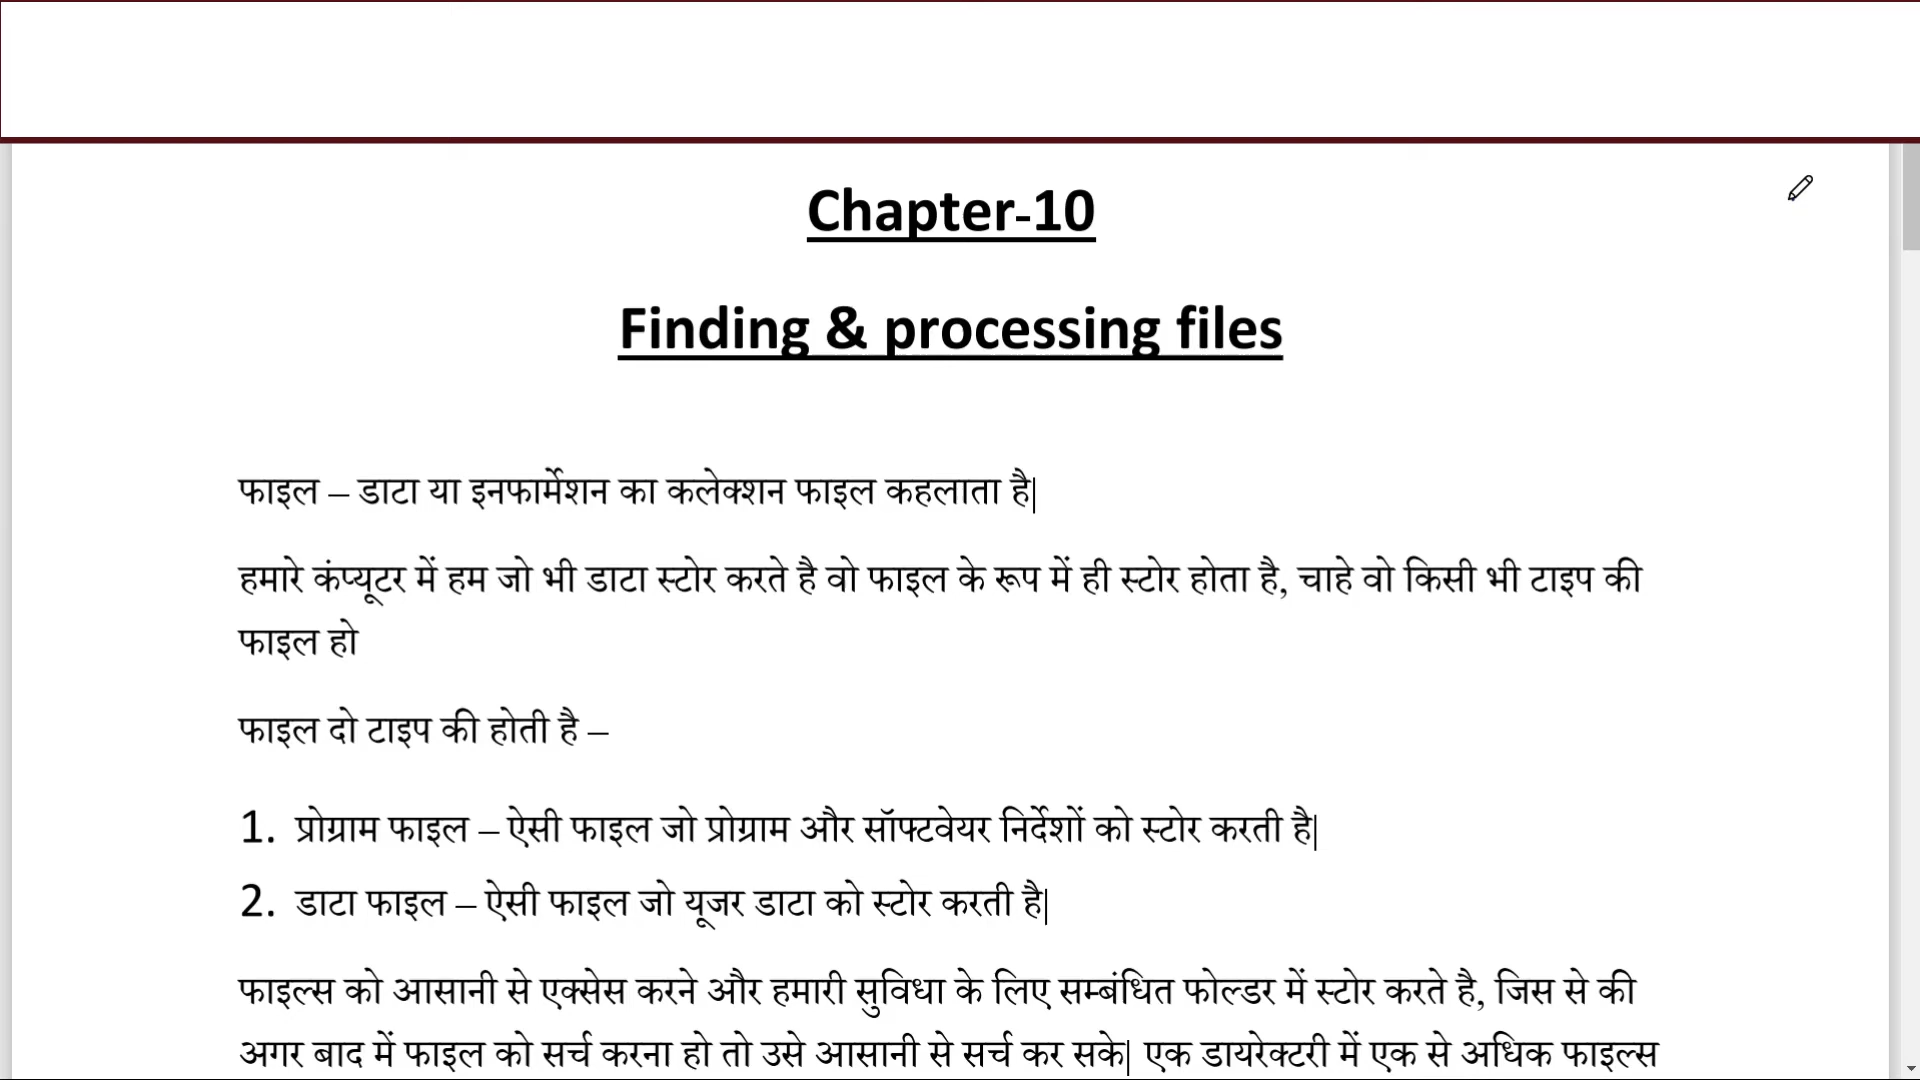 Chapter-10
Finding & processing files
फाइल – डाटा या इनफार्मेशन का कलेक्शन फाइल कहलाता है|
हमारे कंप्यूटर में हम जो भी डाटा स्टोर करते है वो फाइल के रूप में ही स्टोर होता है, चाहे वो किसी भी टाइप की
फाइल हो
फाइल दो टाइप की होती है –
1. प्रोग्राम फाइल – ऐसी फाइल जो प्रोग्राम और सॉफ्टवेयर निर्देशों को स्टोर करती है|
2. डाटा फाइल – ऐसी फाइल जो यूजर डाटा को स्टोर करती है|
फाइल्स को आसानी से एक्सेस करने और हमारी सुविधा के लिए सम्बंधित फोल्डर में स्टोर करते है, जिस से की
अगर बाद में फाइल को सर्च करना हो तो उसे आसानी से सर्च कर सके| एक डायरेक्टरी में एक से अधिक फाइल्स